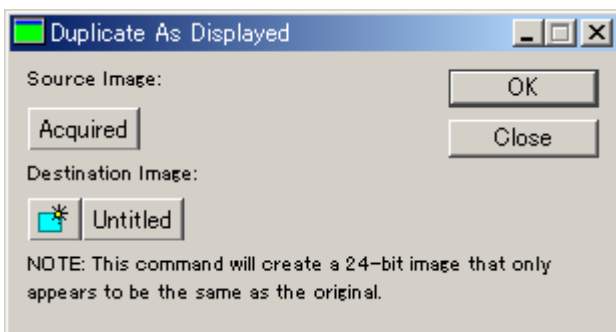 Duplicate As Displayed
Source Image:
OK
Acquired
Close
Destination Image:
Untitled
NOTE: This command will create a 24-bit image that only
appears to be the same as the original.